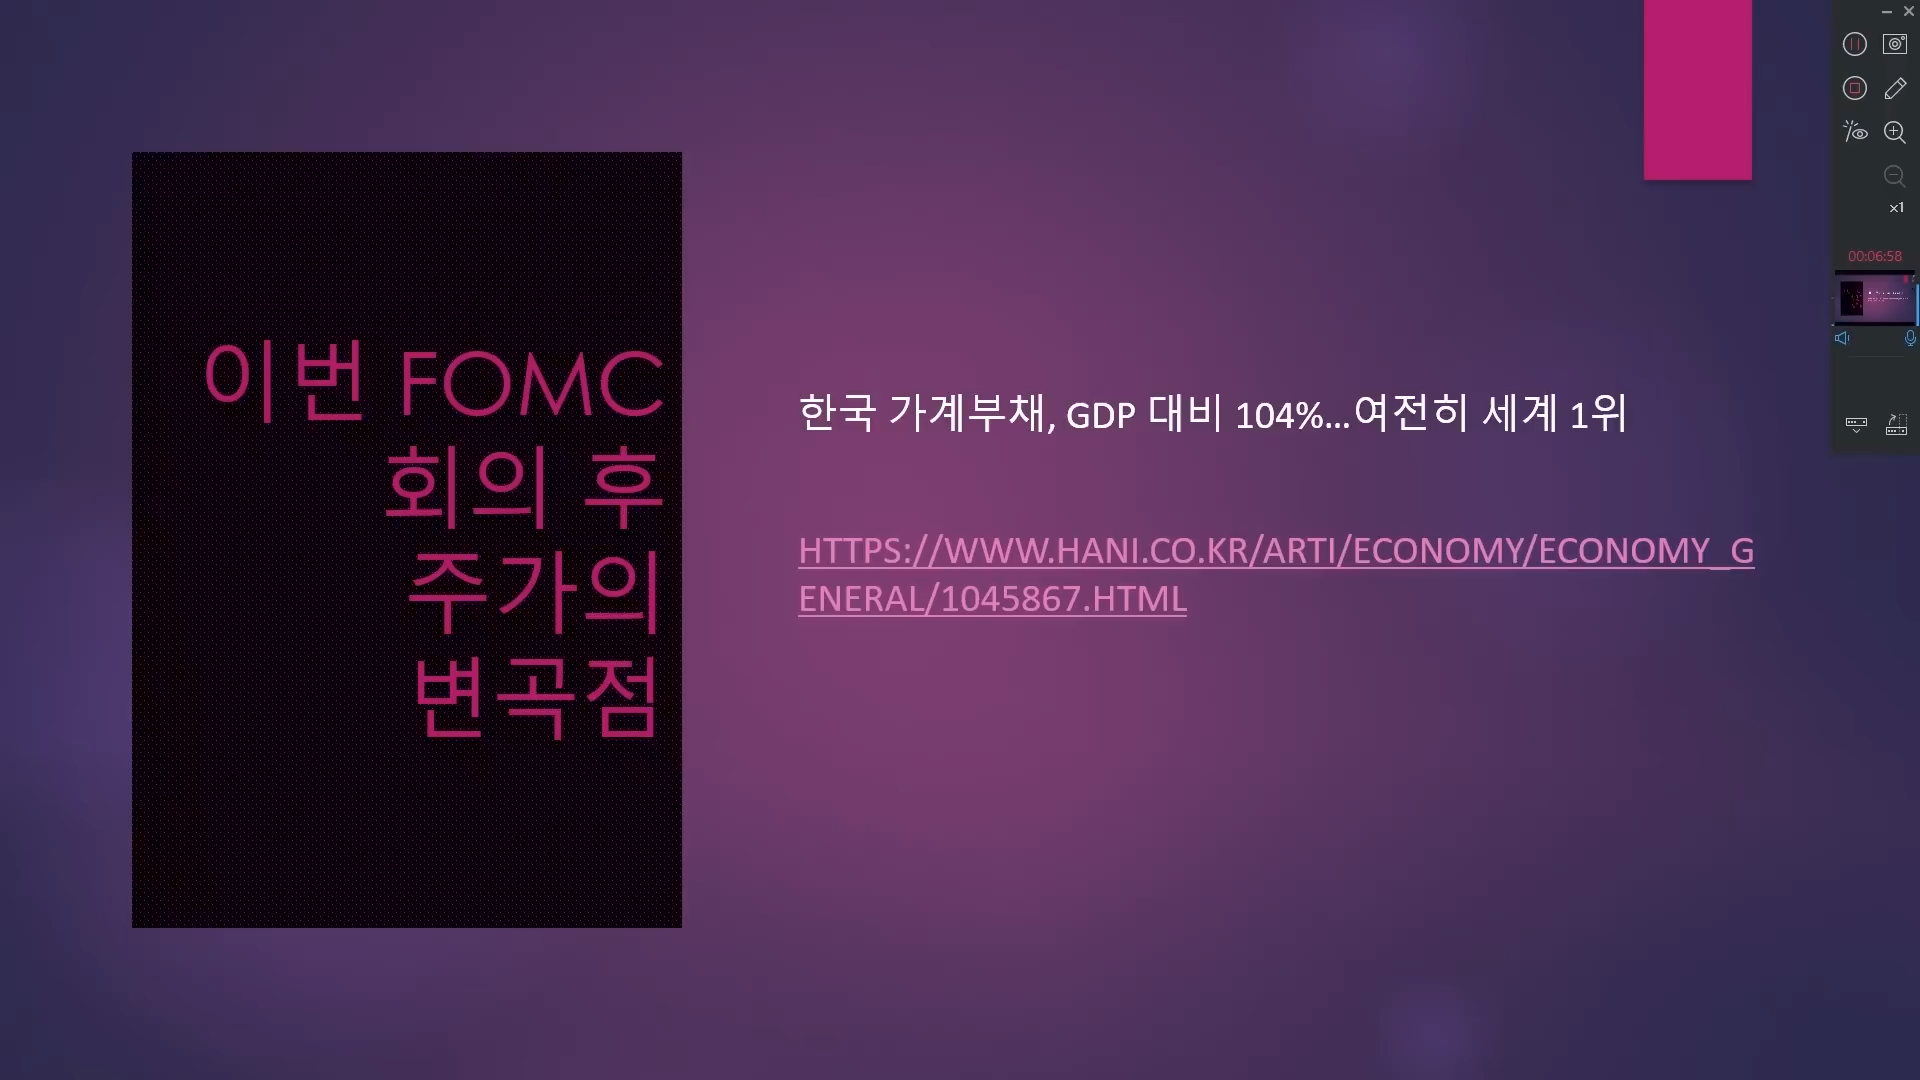 이번 FOMC
회의 후
주가의
변곡점
한국 가계부채, GDP 대비 104%...여전히 세계 1위
HTTPS://WWW.HANI.CO.KR/ARTI/ECONOMY/ECONOMY_G
ENERAL/1045867.HTML
x1
00:06:58